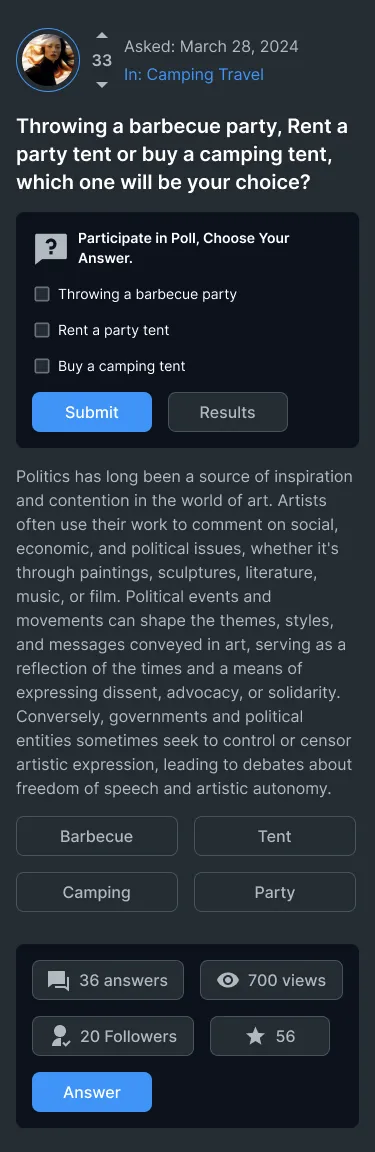 33
Asked: March 28, 2024
In: Camping Travel
Throwing a barbecue party, Rent a
party tent or buy a camping tent,
which one will be your choice?
Participate in Poll, Choose Your
Answer.
Throwing a barbecue party
Rent a party tent
Buy a camping tent
Submit
Results
Politics has long been a source of inspiration
and contention in the world of art. Artists
often use their work to comment on social,
economic, and political issues, whether it's
through paintings, sculptures, literature,
music, or film. Political events and
movements can shape the themes, styles,
and messages conveyed in art, serving as a
reflection of the times and a means of
expressing dissent, advocacy, or solidarity.
Conversely, governments and political
entities sometimes seek to control or censor
artistic expression, leading to debates about
freedom of speech and artistic autonomy.
Barbecue
Tent
Camping
Party
36 answers
700 views
20 Followers
56
Answer